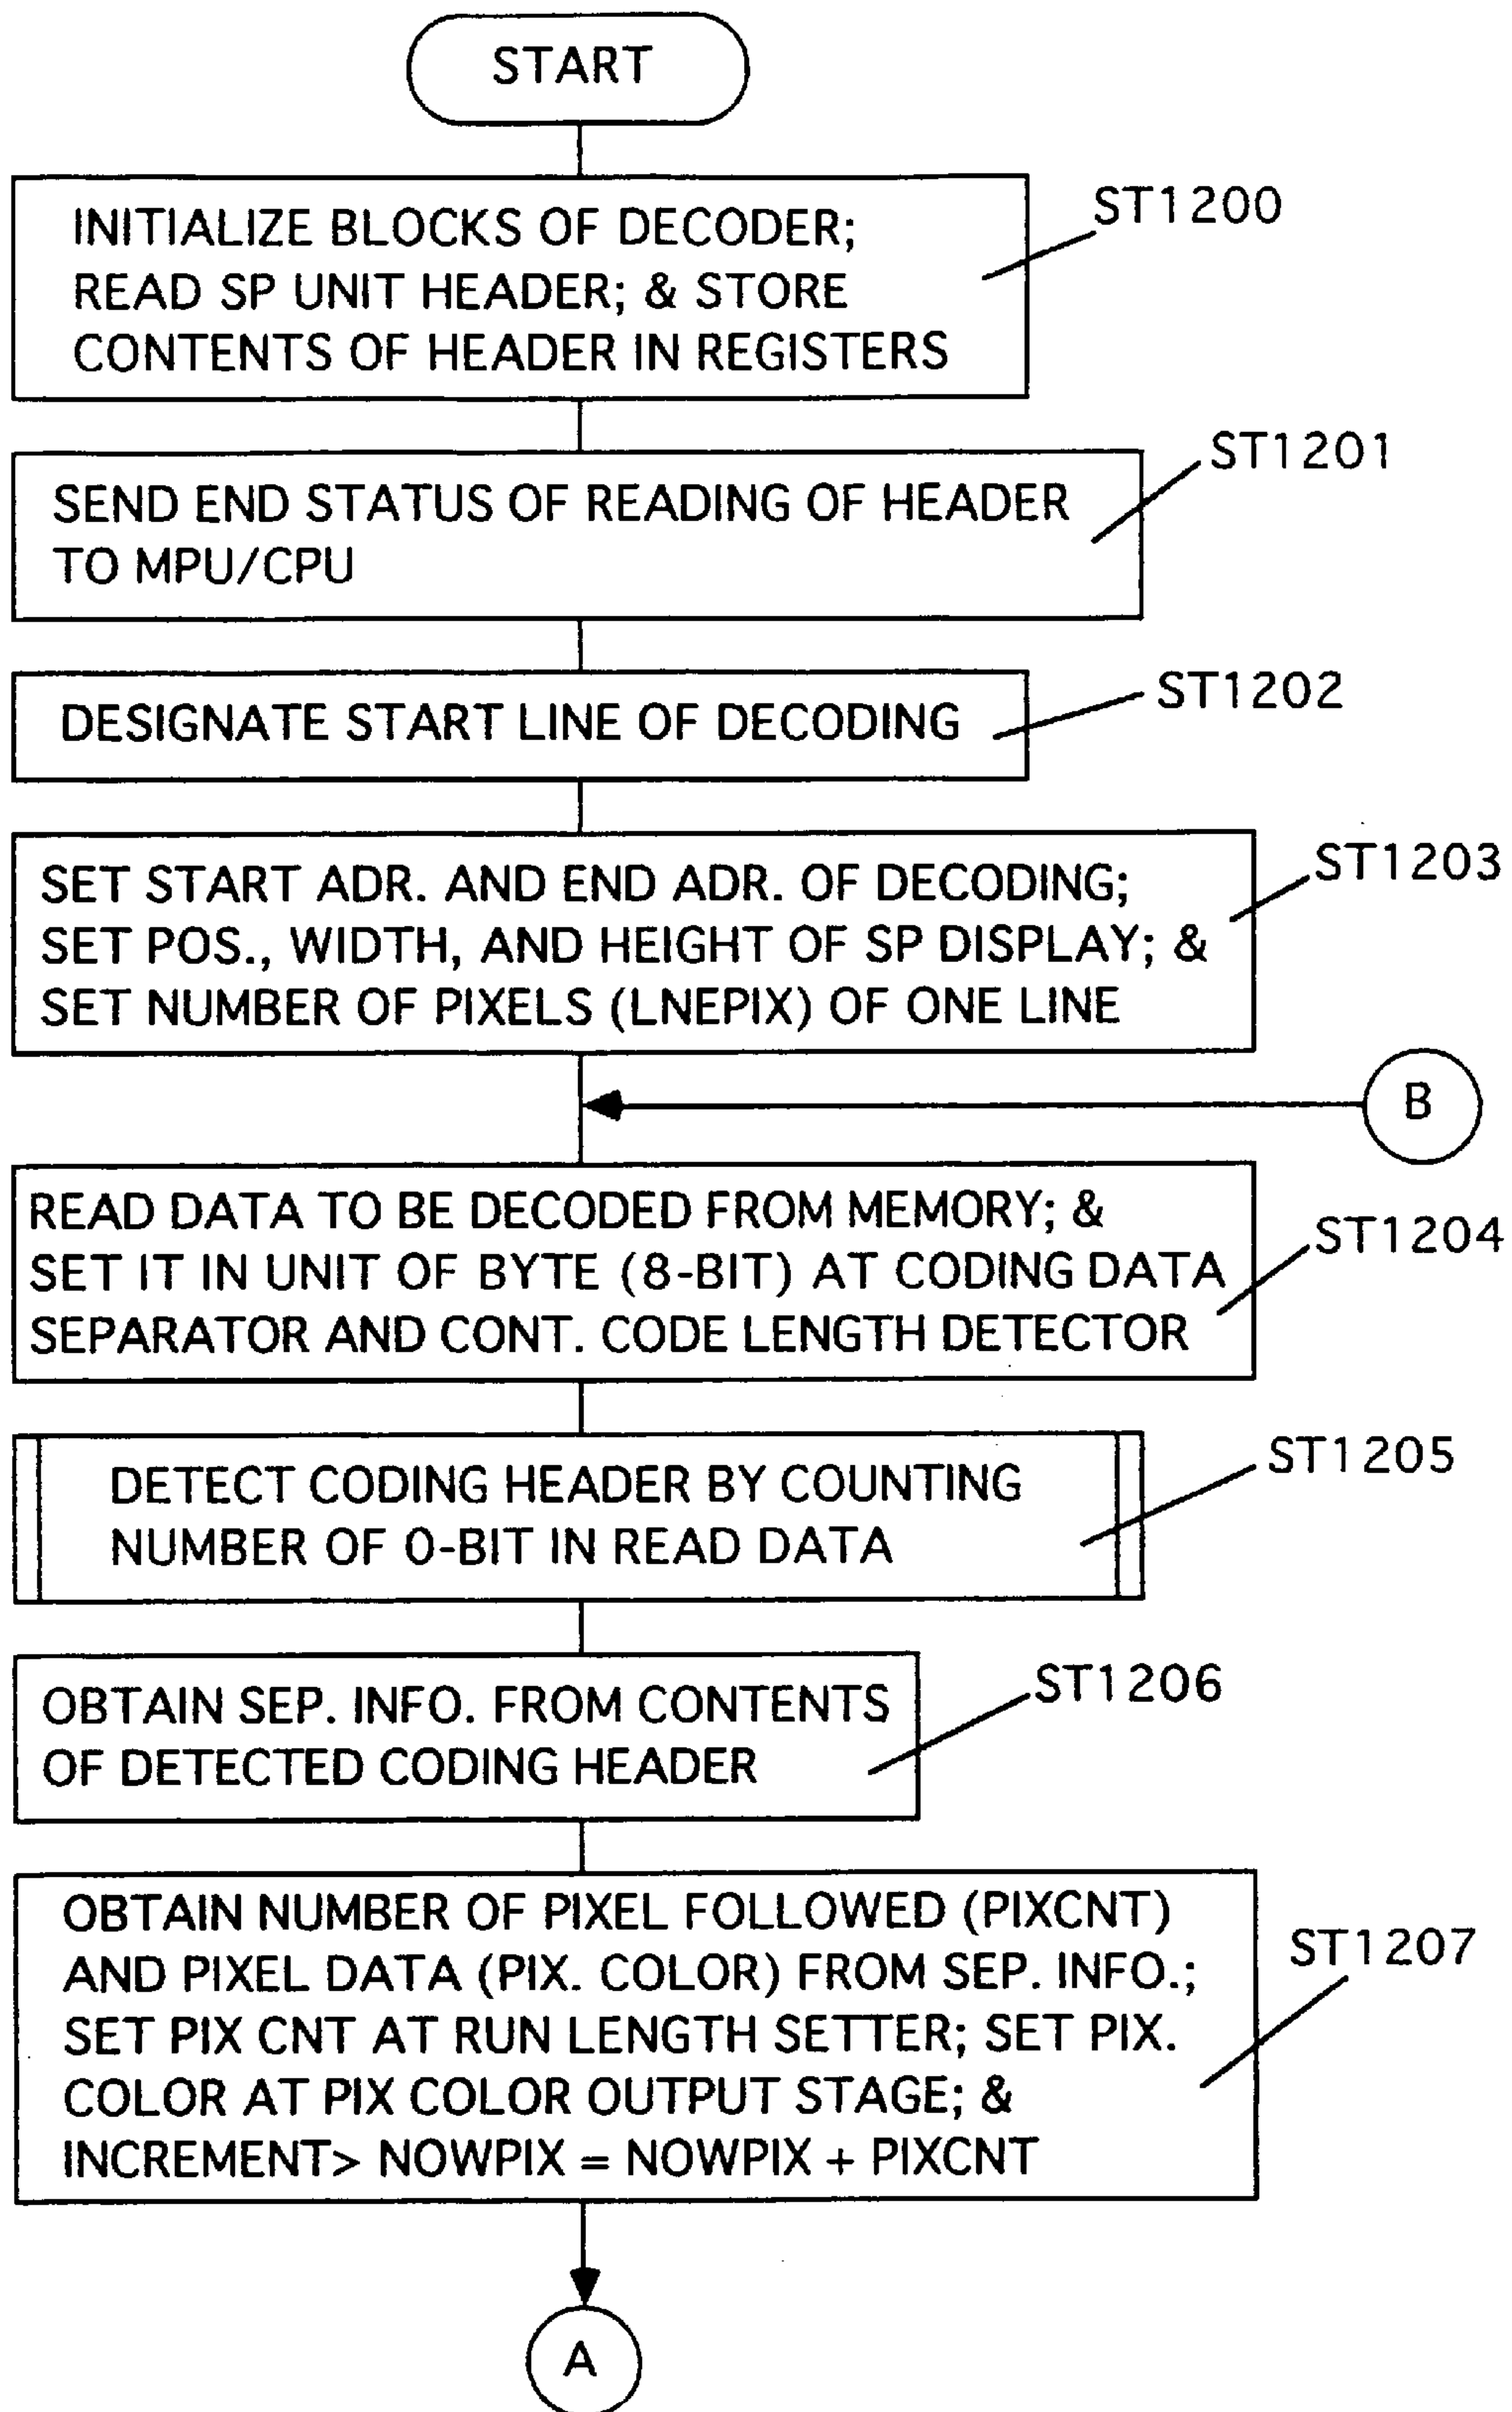 START
INITIALIZE BLOCKS OF DECODER;
READ SP UNIT HEADER; & STORE
CONTENTS OF HEADER IN REGISTERS
ST1200
SEND END STATUS OF READING OF HEADER
TO MPU/CPU
ST1201
DESIGNATE START LINE OF DECODING
ST1202
SET START ADR. AND END ADR. OF DECODING;
SET POS., WIDTH, AND HEIGHT OF SP DISPLAY; &
SET NUMBER OF PIXELS (LNEPIX) OF ONE LINE
ST1203
B
READ DATA TO BE DECODED FROM MEMORY; &
SET IT IN UNIT OF BYTE (8-BIT) AT CODING DATA
SEPARATOR AND CONT. CODE LENGTH DETECTOR
ST1204
DETECT CODING HEADER BY COUNTING
NUMBER OF 0-BIT IN READ DATA
ST1205
OBTAIN SEP. INFO. FROM CONTENTS
OF DETECTED CODING HEADER
ST1206
OBTAIN NUMBER OF PIXEL FOLLOWED (PIXCNT)
AND PIXEL DATA (PIX. COLOR) FROM SEP. INFO.;
SET PIX CNT AT RUN LENGTH SETTER; SET PIX.
COLOR AT PIX COLOR OUTPUT STAGE; &
INCREMENT> NOWPIX = NOWPIX + PIXCNT
ST1207
A